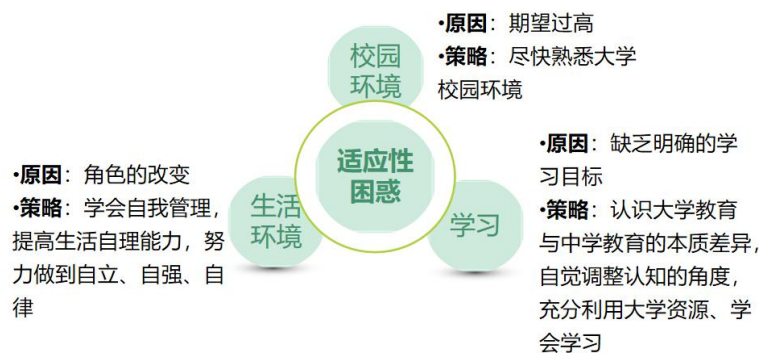 •原因：期望过高
•策略：尽快熟悉大学
校园环境
校园
环境
适应性
困惑
•原因：角色的改变
•策略：学会自我管理，
提高生活自理能力，努
力做到自立、自强、自
律
生活
环境
学习
•原因：缺乏明确的学
习目标
•策略：认识大学教育
与中学教育的本质差异，
自觉调整认知的角度，
充分利用大学资源、学
会学习